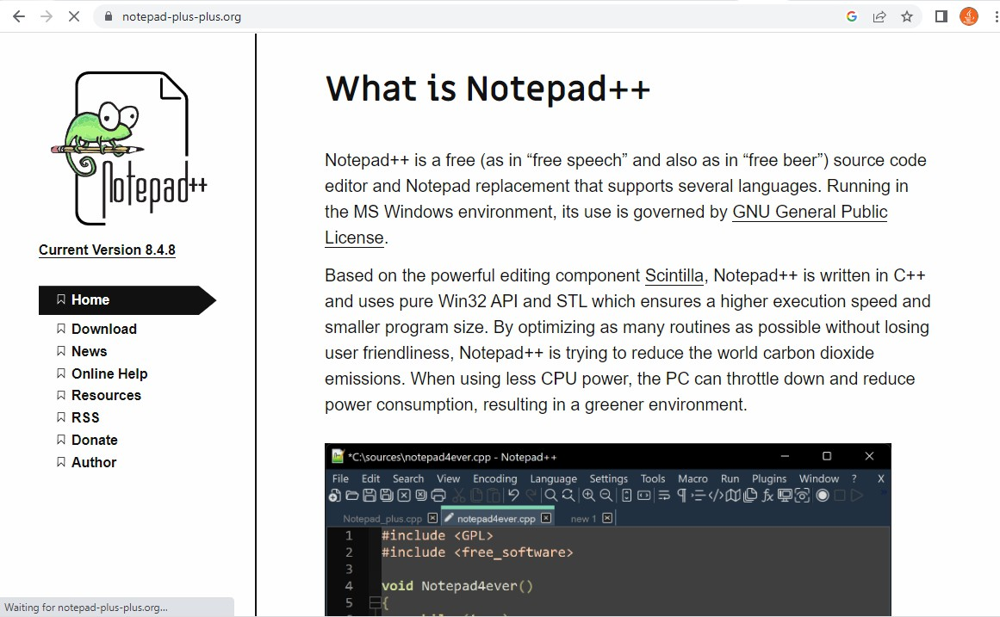 notepad-plus-plus.org
Notepad++
Current Version 8.4.8
Home
Download
News
Online Help
Resources
RSS
Donate
Author
What is Notepad++
Notepad++ is a free (as in “free speech” and also as in “free beer”) source code
editor and Notepad replacement that supports several languages. Running in
the MS Windows environment, its use is governed by GNU General Public
License.
Based on the powerful editing component Scintilla, Notepad++ is written in C++
and uses pure Win32 API and STL which ensures a higher execution speed and
smaller program size. By optimizing as many routines as possible without losing
user friendliness, Notepad++ is trying to reduce the world carbon dioxide
emissions. When using less CPU power, the PC can throttle down and reduce
power consumption, resulting in a greener environment.
*C:\sources\notepad4ever.cpp - Notepad++
File Edit Search View Encoding Language Settings Tools Macro Run Plugins Window ? X
Notepad_plus.cpp notepad4ever.cpp new 1
1 #include <GPL>
2 #include <free_software>
3
4 void Notepad4ever()
5 {
Waiting for notepad-plus-plus.org...